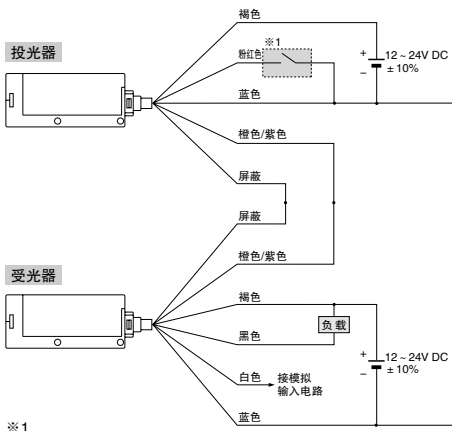 褐色
投光器
※1
粉红色
+
12～24V DC
±10%
−
蓝色
橙色/紫色
屏蔽
屏蔽
橙色/紫色
受光器
褐色
负载
黑色
+
12～24V DC
±10%
−
白色
接模拟
输入电路
蓝色
※1